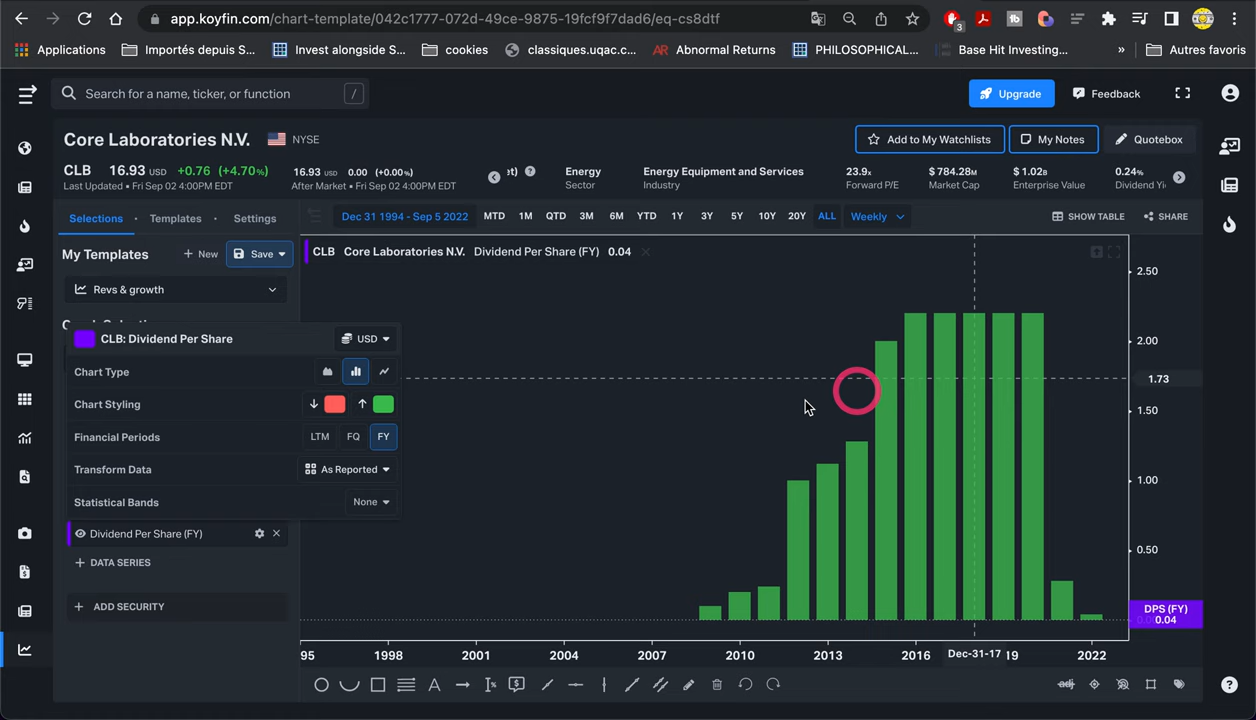 app.koyfin.com/chart-template/042c1777-072d-49ce-9875-19fcf9f7dad6/eq-cs8dtf
3
Applications Importés depuis S... Invest alongside S... cookies classiques.uqac.c... AR Abnormal Returns PHILOSOPHICAL... Base Hit Investing... » Autres favoris
Search for a name, ticker, or function /
Upgrade Feedback
Core Laboratories N.V. NYSE
Add to My Watchlists My Notes Quotebox
CLB 16.93 USD +0.76 (+4.70%)
Last Updated • Fri Sep 02 4:00PM EDT
16.93 USD 0.00 (+0.00%)
After Market • Fri Sep 02 4:00PM EDT
:t) ?
Energy
Sector
Energy Equipment and Services
Industry
23.9x
Forward P/E
$ 784.28M
Market Cap
$ 1.02B
Enterprise Value
0.24%
Dividend Yi
Selections • Templates • Settings
Dec 31 1994 - Sep 5 2022 MTD 1M QTD 3M 6M YTD 1Y 3Y 5Y 10Y 20Y ALL Weekly SHOW TABLE SHARE
My Templates + New Save
CLB Core Laboratories N.V. Dividend Per Share (FY) 0.04 ×
Revs & growth
CLB: Dividend Per Share USD
Chart Type
Chart Styling
Financial Periods LTM FQ FY
Transform Data As Reported
Statistical Bands None
Dividend Per Share (FY)
+ DATA SERIES
+ ADD SECURITY
2.50
2.00
1.73
1.50
1.00
0.50
DPS (FY)
0.04
95 1998 2001 2004 2007 2010 2013 2016 Dec-31-17 19 2022
A
adj
?